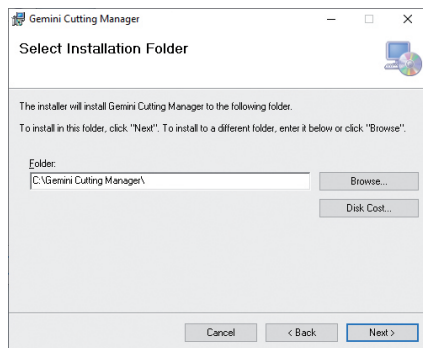 Gemini Cutting Manager
Select Installation Folder
The installer will install Gemini Cutting Manager to the following folder.
To install in this folder, click "Next". To install to a different folder, enter it below or click "Browse".
Folder:
C:\Gemini Cutting Manager\
Browse...
Disk Cost...
Cancel
< Back
Next >